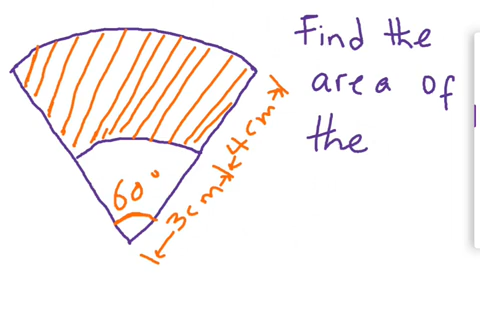 Find the
area of
the
60°
3cm
4cm